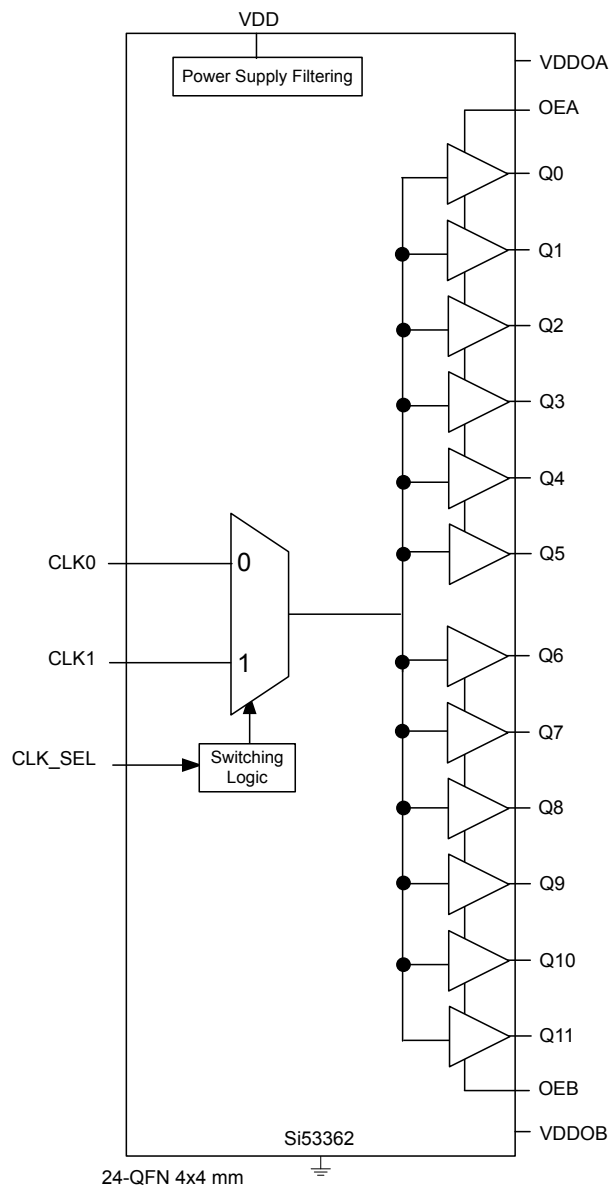 VDD
Power Supply Filtering
VDDOA
OEA
Q0
Q1
Q2
Q3
Q4
Q5
CLK0
0
CLK1
1
CLK_SEL
Switching
Logic
Q6
Q7
Q8
Q9
Q10
Q11
OEB
VDDOB
Si53362
24-QFN 4x4 mm